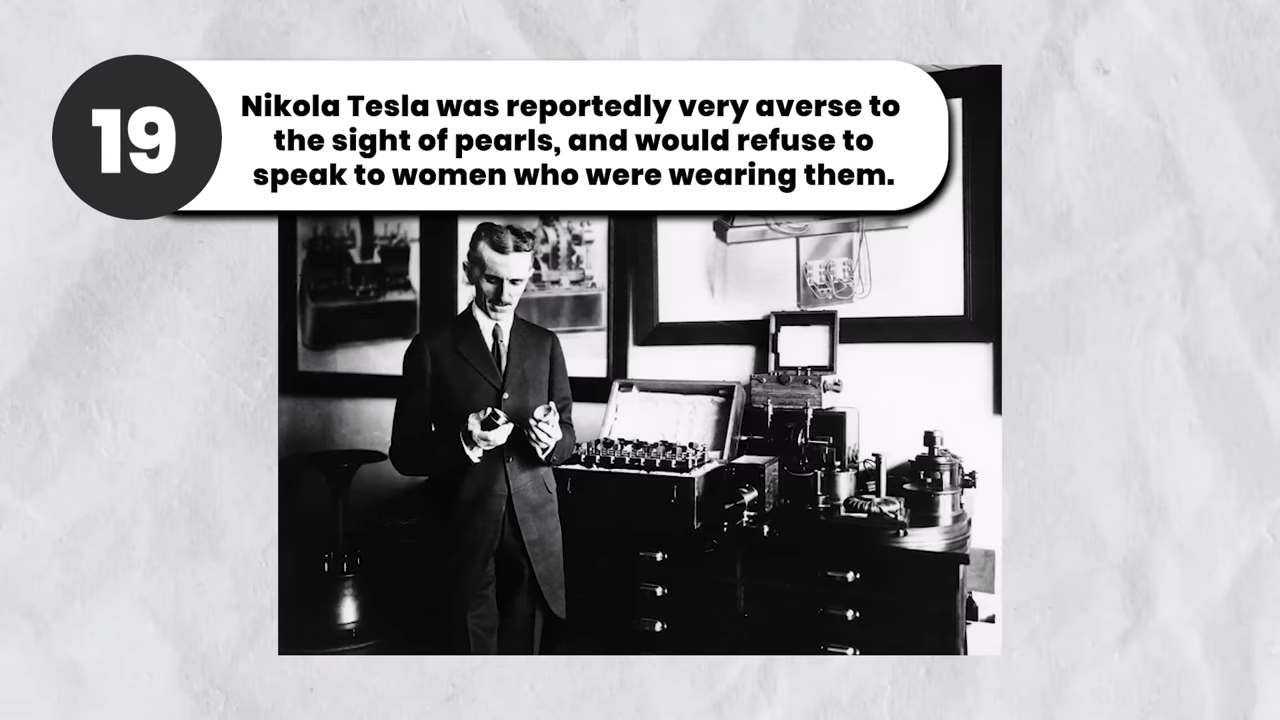 19
Nikola Tesla was reportedly very averse to
the sight of pearls, and would refuse to
speak to women who were wearing them.